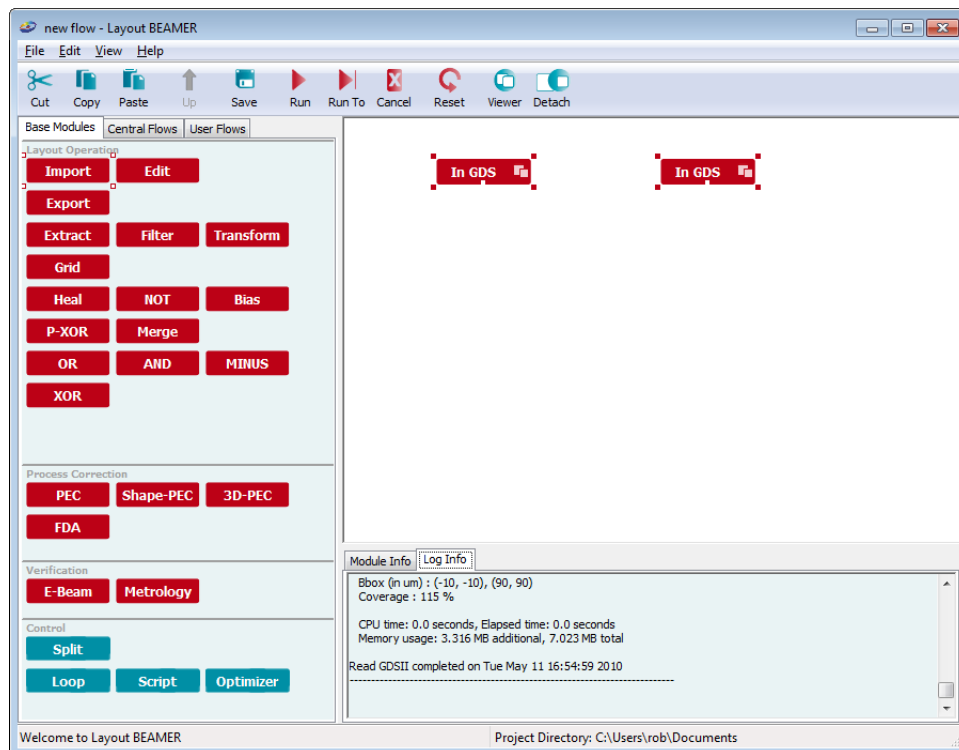 new flow - Layout BEAMER
File Edit View Help
Cut Copy Paste Up Save Run Run To Cancel Reset Viewer Detach
Base Modules Central Flows User Flows
Layout Operation
Import Edit
Export
Extract Filter Transform
Grid
Heal NOT Bias
P-XOR Merge
OR AND MINUS
XOR
Process Correction
PEC Shape-PEC 3D-PEC
FDA
Verification
E-Beam Metrology
Control
Split
Loop Script Optimizer
In GDS In GDS
Module Info Log Info
Bbox (in um) : (-10, -10), (90, 90)
Coverage : 115 %
CPU time: 0.0 seconds, Elapsed time: 0.0 seconds
Memory usage: 3.316 MB additional, 7.023 MB total
Read GDSII completed on Tue May 11 16:54:59 2010
--------------------------------------------------------------------------
Welcome to Layout BEAMER Project Directory: C:\Users\rob\Documents